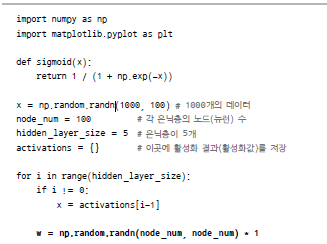 import numpy as np
import matplotlib.pyplot as plt
def sigmoid(x):
return 1 / (1 + np.exp(-x))
x = np.random.randn(1000, 100) # 1000개의 데이터
node_num = 100 # 각 은닉층의 노드(뉴런) 수
hidden_layer_size = 5 # 은닉층이 5개
activations = {} # 이곳에 활성화 결과(활성화값)를 저장
for i in range(hidden_layer_size):
if i != 0:
x = activations[i-1]
w = np.random.randn(node_num, node_num) * 1